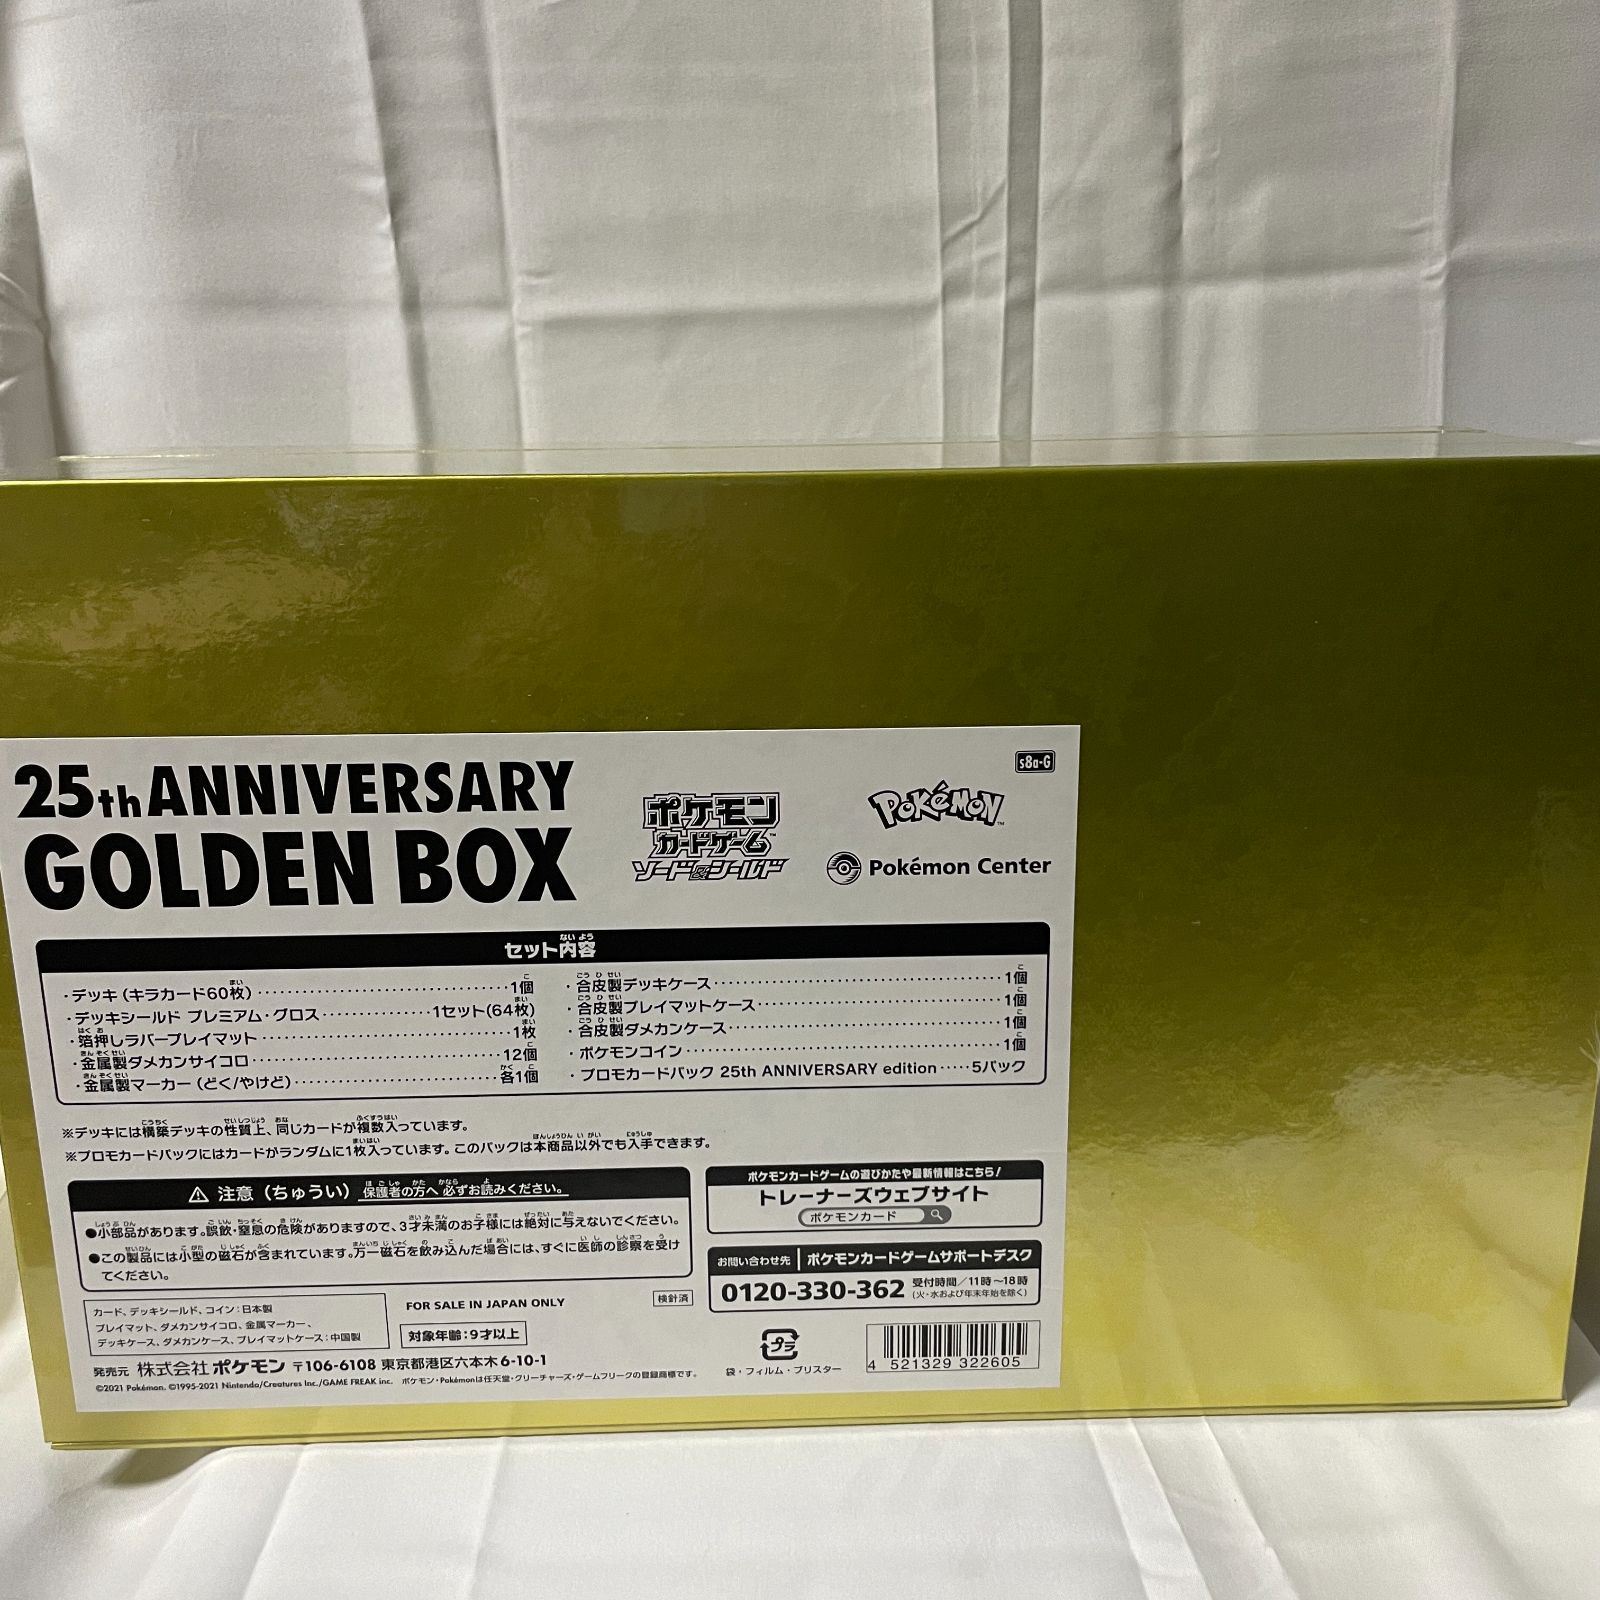 s8a-G
25th ANNIVERSARY
GOLDEN BOX
ポケモン
カードゲーム
ソード&シールド
Pokémon
Pokémon Center
セット内容
・デッキ(キラカード60枚)……1個
・デッキシールド プレミアム・グロス……1セット(64枚)
・箔押しラバープレイマット……1枚
・金属製ダメカンサイコロ……12個
・金属製マーカー(どく/やけど)……各1個
・合皮製デッキケース……1個
・合皮製プレイマットケース……1個
・合皮製ダメカンケース……1個
・ポケモンコイン……1個
・プロモカードパック 25th ANNIVERSARY edition……5パック
※デッキには構築デッキの性質上、同じカードが複数入っています。
※プロモカードパックにはカードがランダムに1枚入っています。このパックは本商品以外でも入手できます。
⚠ 注意(ちゅうい) 保護者の方へ 必ずお読みください。
●小部品があります。誤飲・窒息の危険がありますので、3才未満のお子様には絶対に与えないでください。
●この製品には小型の磁石が含まれています。万一磁石を飲み込んだ場合には、すぐに医師の診察を受け
てください。
ポケモンカードゲームの遊びかたや最新情報はこちら!
トレーナーズウェブサイト
ポケモンカード
お問い合わせ先 ポケモンカードゲームサポートデスク
0120-330-362 受付時間/11時~18時
(火・水および年末年始を除く)
カード、デッキシールド、コイン:日本製
プレイマット、ダメカンサイコロ、金属マーカー、
デッキケース、ダメカンケース、プレイマットケース:中国製
FOR SALE IN JAPAN ONLY
検針済
対象年齢:9才以上
発売元 株式会社ポケモン 〒106-6108 東京都港区六本木6-10-1
©2021 Pokémon. ©1995-2021 Nintendo/Creatures Inc./GAME FREAK inc. ポケモン・Pokémonは任天堂・クリーチャーズ・ゲームフリークの登録商標です。
プラ
袋・フィルム・ブリスター
4 521329 322605